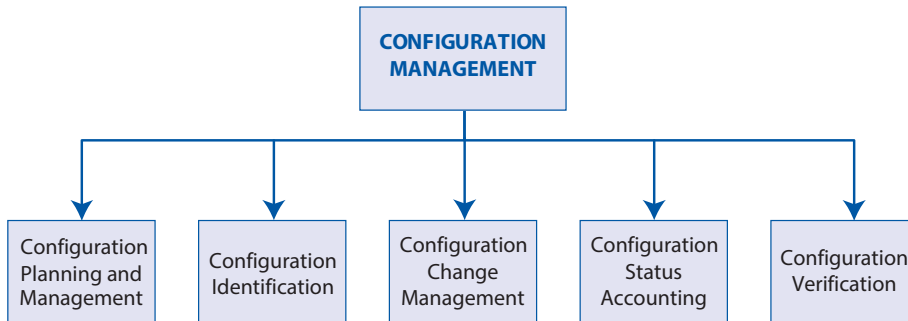 CONFIGURATION
MANAGEMENT
Configuration
Planning and
Management
Configuration
Identification
Configuration
Change
Management
Configuration
Status
Accounting
Configuration
Verification